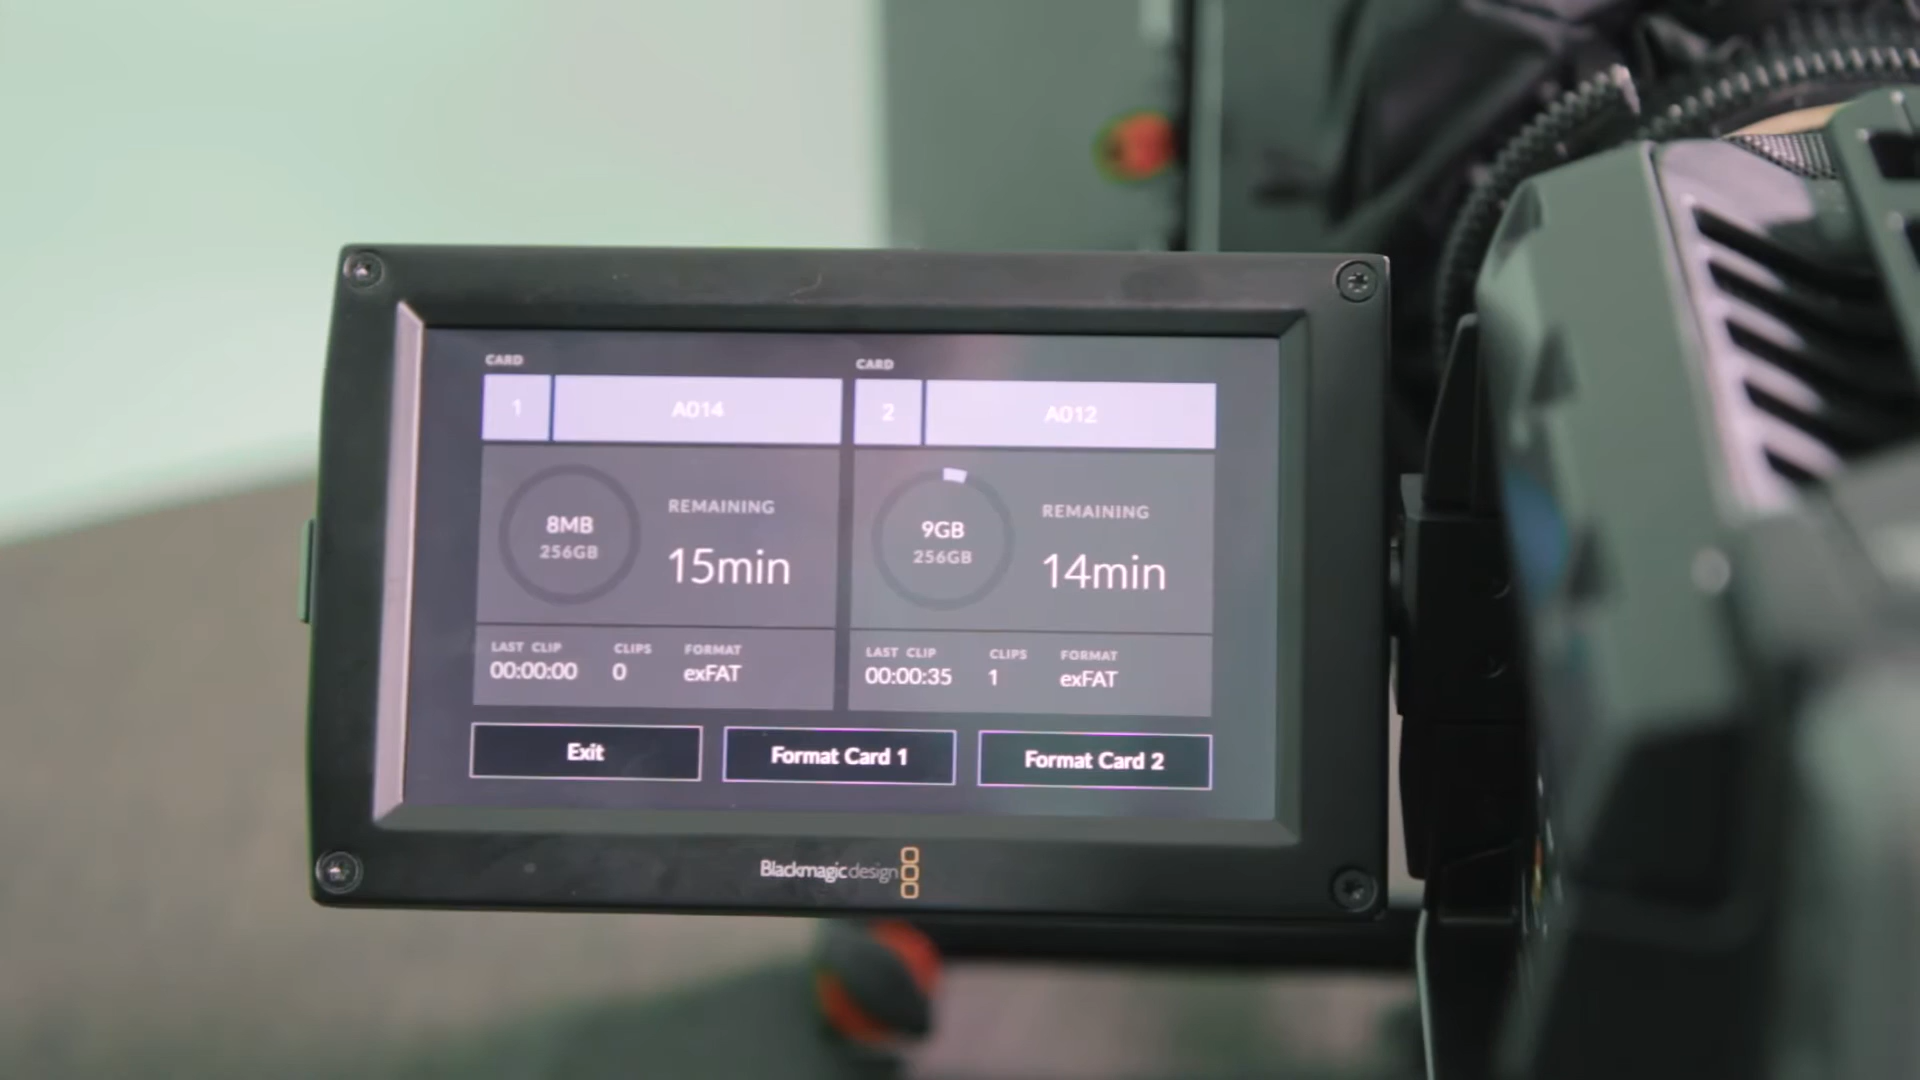 CARD
1 A014
8MB
256GB
REMAINING
15min
LAST CLIP CLIPS FORMAT
00:00:00 0 exFAT
CARD
2 A012
9GB
256GB
REMAINING
14min
LAST CLIP CLIPS FORMAT
00:00:35 1 exFAT
Exit
Format Card 1
Format Card 2
Blackmagicdesign